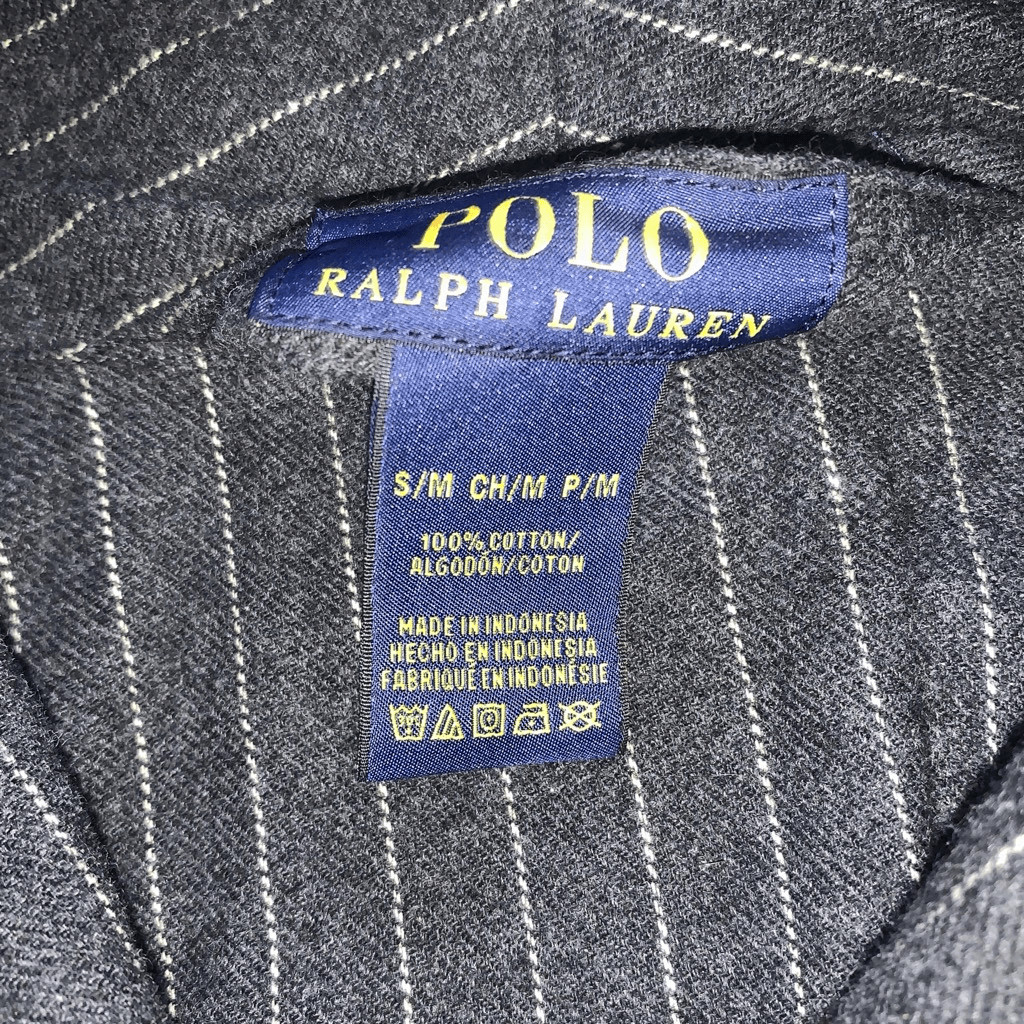 POLO
RALPH LAUREN
S/M CH/M P/M
100% COTTON/
ALGODÓN/COTON
MADE IN INDONESIA
HECHO EN INDONESIA
FABRIQUÉ EN INDONÉSIE